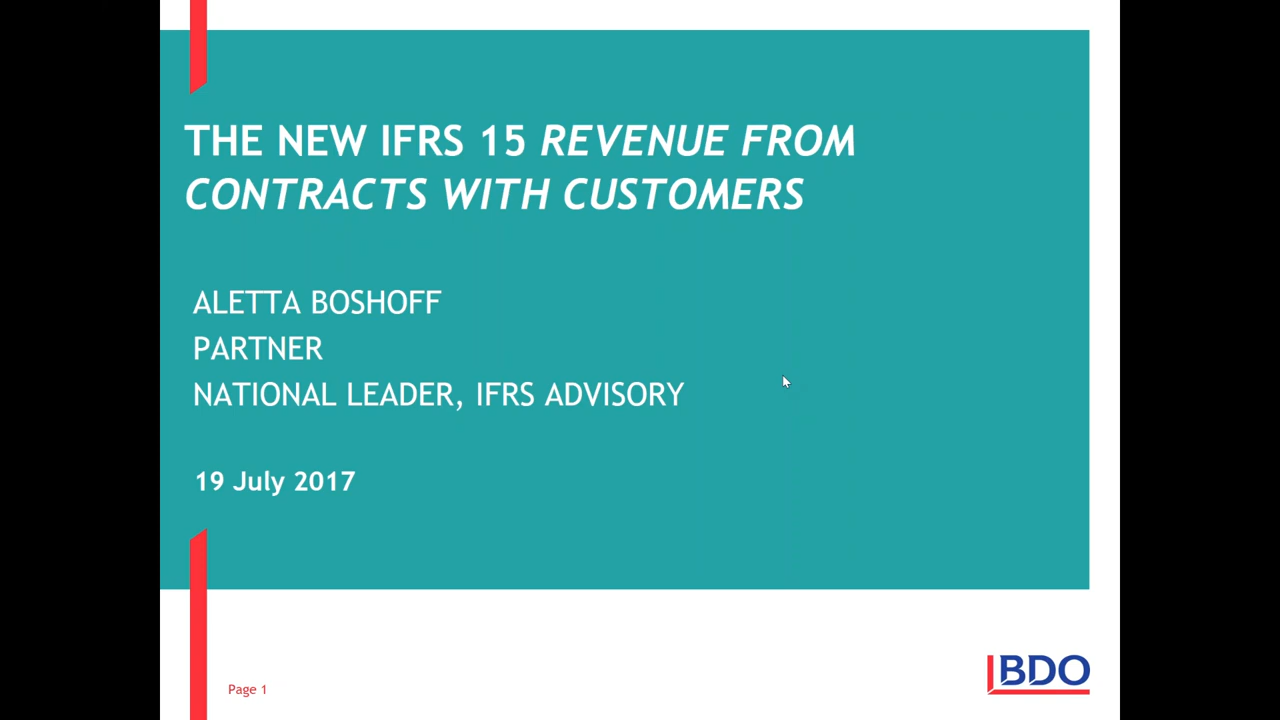 THE NEW IFRS 15 REVENUE FROM
CONTRACTS WITH CUSTOMERS
ALETTA BOSHOFF
PARTNER
NATIONAL LEADER, IFRS ADVISORY
19 July 2017
Page 1
BDO